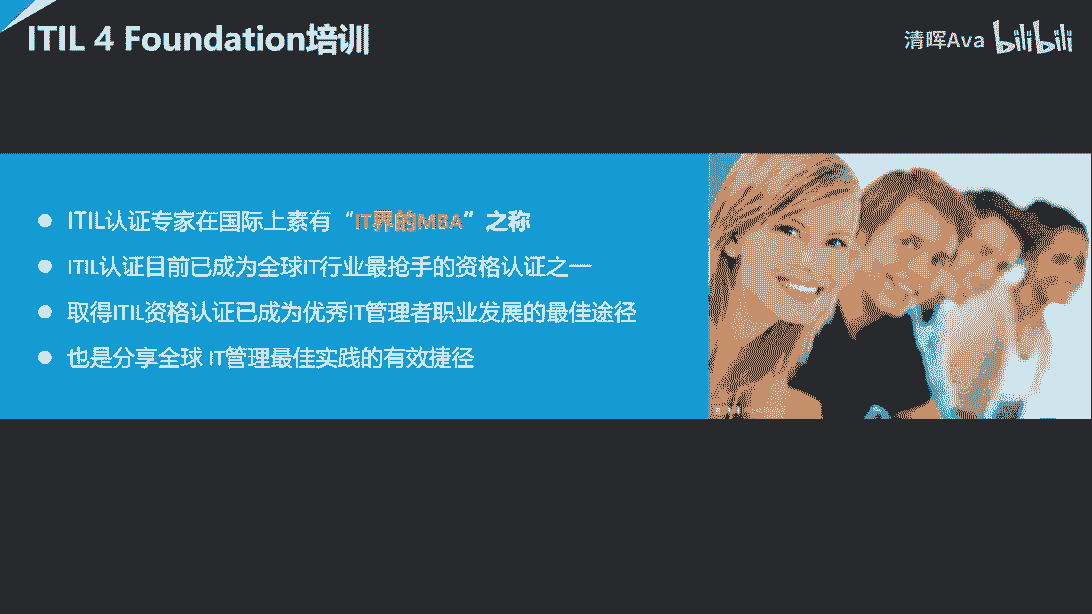 ITIL 4 Foundation培训
清晖Ava bilibili
ITIL认证专家在国际上素有“IT界的MBA”之称
ITIL认证目前已成为全球IT行业最抢手的资格认证之一
取得ITIL资格认证已成为优秀IT管理者职业发展的最佳途径
也是分享全球 IT管理最佳实践的有效捷径